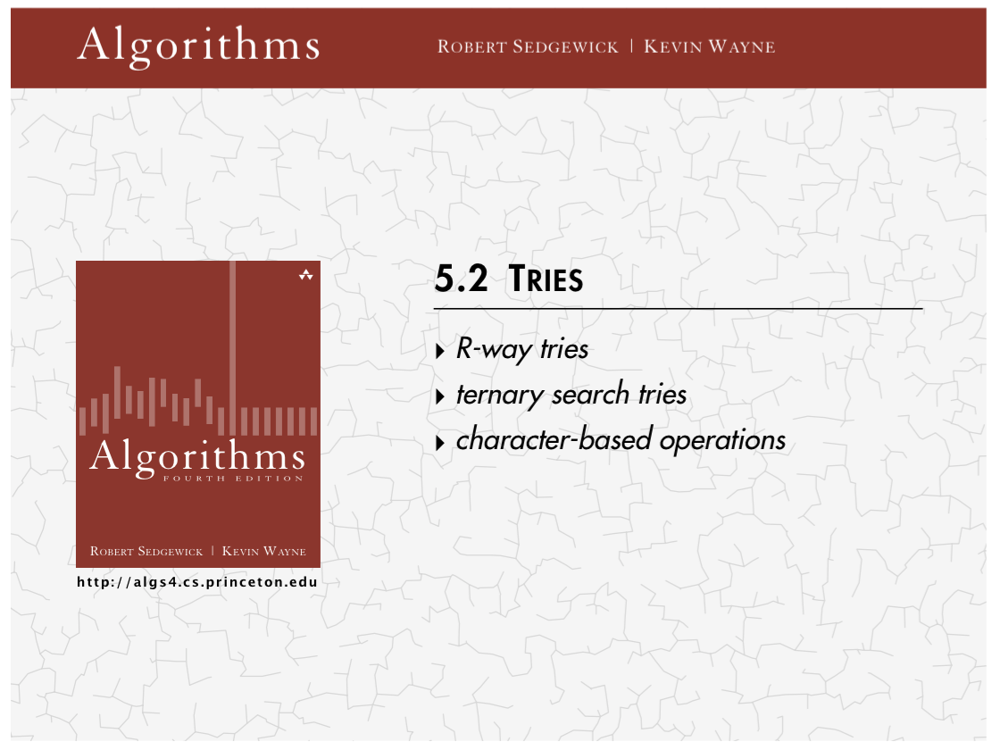 Algorithms
ROBERT SEDGEWICK | KEVIN WAYNE
Algorithms
FOURTH EDITION
ROBERT SEDGEWICK | KEVIN WAYNE
http://algs4.cs.princeton.edu
5.2 TRIES
‣ R-way tries
‣ ternary search tries
‣ character-based operations